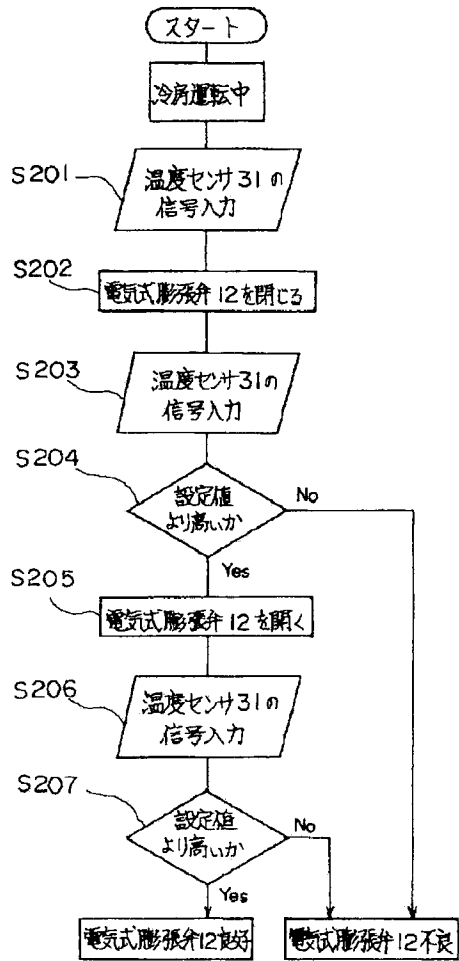 スタート
冷房運転中
S201
温度センサ31の
信号入力
S202
電気式膨張弁12を閉じる
S203
温度センサ31の
信号入力
S204
設定値
より高いか
No
Yes
S205
電気式膨張弁12を開く
S206
温度センサ31の
信号入力
S207
設定値
より高いか
No
Yes
電気式膨張弁12良好
電気式膨張弁12不良